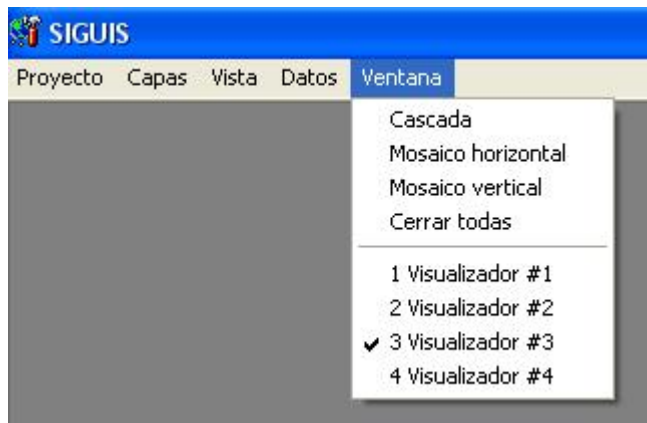 SIGUIS
Proyecto Capas Vista Datos Ventana
Cascada
Mosaico horizontal
Mosaico vertical
Cerrar todas
1 Visualizador #1
2 Visualizador #2
3 Visualizador #3
4 Visualizador #4